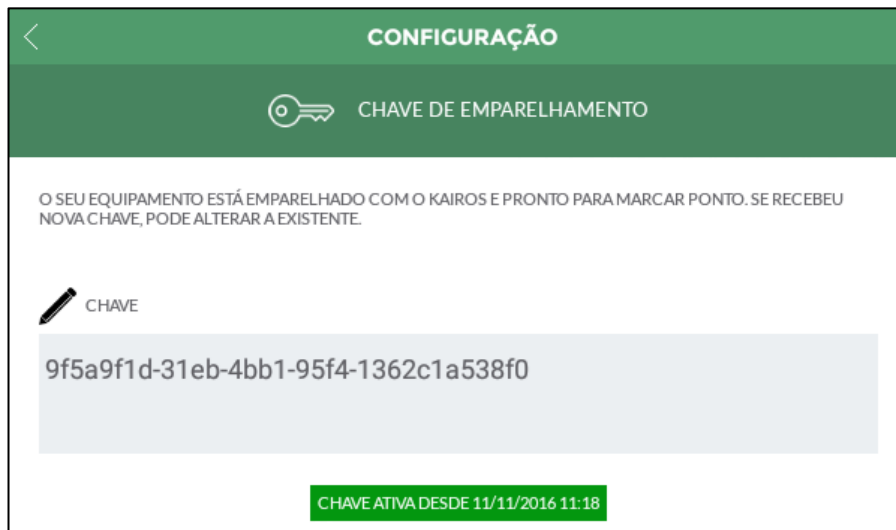 CONFIGURAÇÃO
CHAVE DE EMPARELHAMENTO
O SEU EQUIPAMENTO ESTÁ EMPARELHADO COM O KAIROS E PRONTO PARA MARCAR PONTO. SE RECEBEU
NOVA CHAVE, PODE ALTERAR A EXISTENTE.
CHAVE
9f5a9f1d-31eb-4bb1-95f4-1362c1a538f0
CHAVE ATIVA DESDE 11/11/2016 11:18